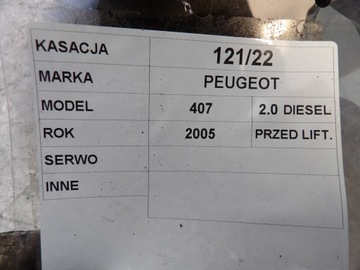 KASACJA 121/22
MARKA PEUGEOT
MODEL 407 2.0 DIESEL
ROK 2005 PRZED LIFT.
SERWO
INNE